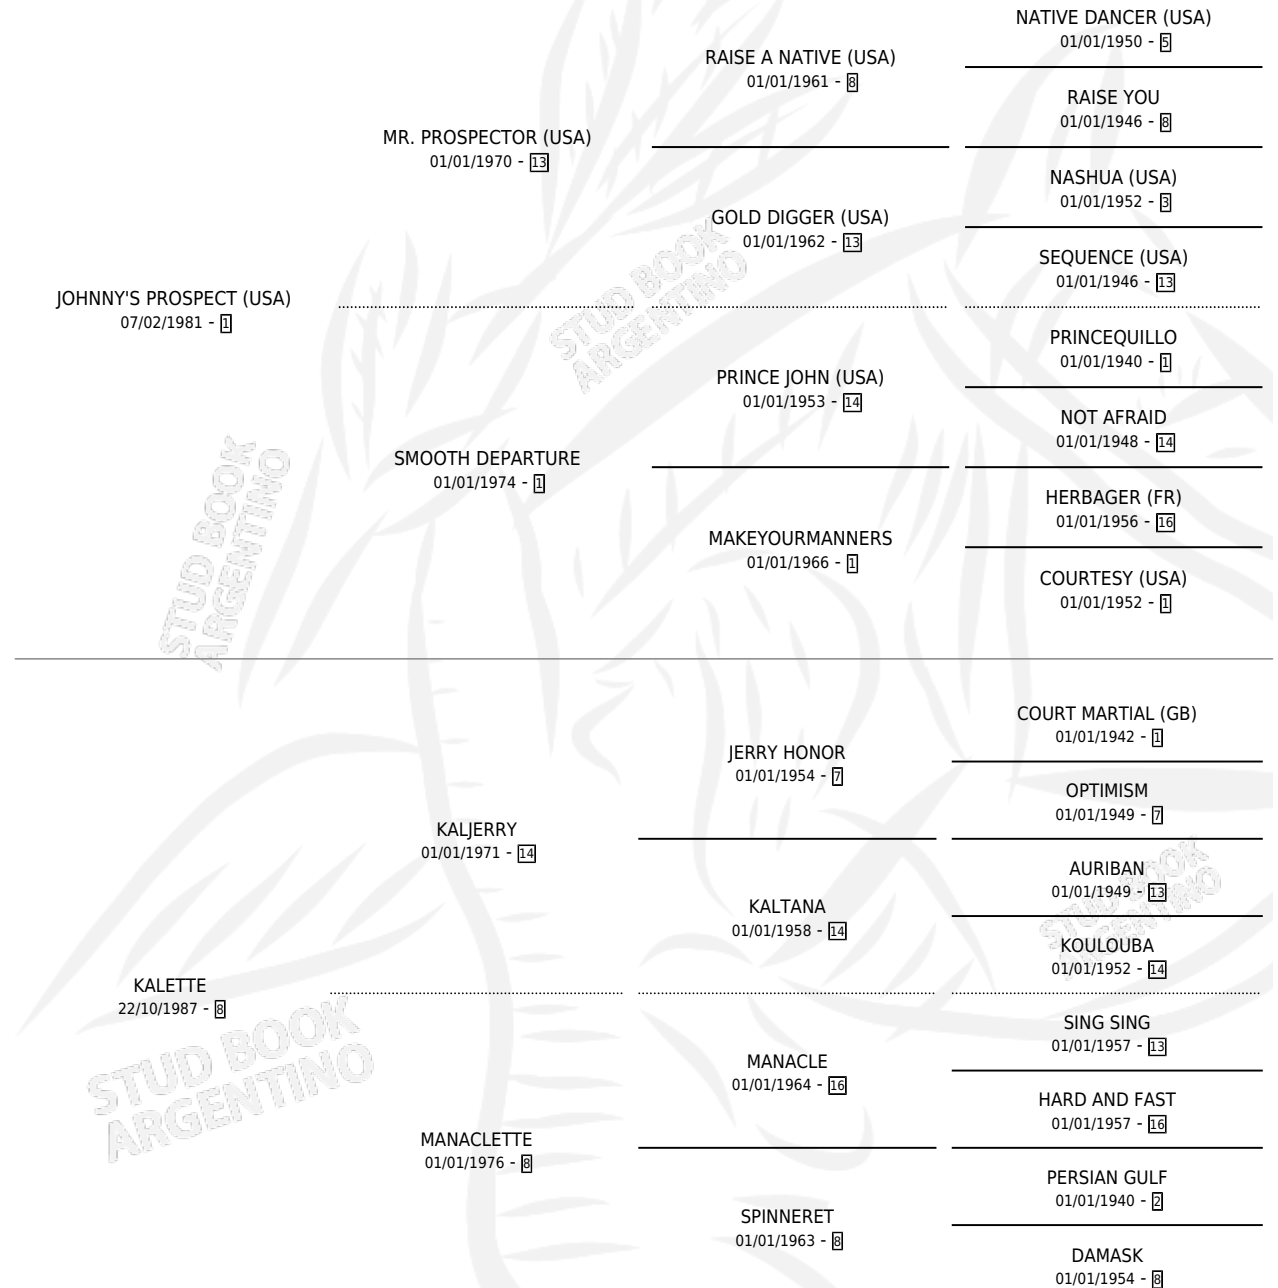 NATIVE DANCER (USA)
01/01/1950 - 5
RAISE A NATIVE (USA)
01/01/1961 - 8
RAISE YOU
01/01/1946 - 8
MR. PROSPECTOR (USA)
01/01/1970 - 13
NASHUA (USA)
01/01/1952 - 3
GOLD DIGGER (USA)
01/01/1962 - 13
SEQUENCE (USA)
01/01/1946 - 13
JOHNNY'S PROSPECT (USA)
07/02/1981 - 1
PRINCEQUILLO
01/01/1940 - 1
PRINCE JOHN (USA)
01/01/1953 - 14
NOT AFRAID
01/01/1948 - 14
SMOOTH DEPARTURE
01/01/1974 - 1
HERBAGER (FR)
01/01/1956 - 16
MAKEYOURMANNERS
01/01/1966 - 1
COURTESY (USA)
01/01/1952 - 1
COURT MARTIAL (GB)
01/01/1942 - 1
JERRY HONOR
01/01/1954 - 7
OPTIMISM
01/01/1949 - 7
KALJERRY
01/01/1971 - 14
AURIBAN
01/01/1949 - 13
KALTANA
01/01/1958 - 14
KOULOUBA
01/01/1952 - 14
KALETTE
22/10/1987 - 8
SING SING
01/01/1957 - 13
MANACLE
01/01/1964 - 16
HARD AND FAST
01/01/1957 - 16
MANACLETTE
01/01/1976 - 8
PERSIAN GULF
01/01/1940 - 2
SPINNERET
01/01/1963 - 8
DAMASK
01/01/1954 - 8
STUD BOOK
ARGENTINO
STUD BOOK
ARGENTINO
STUD BOOK
ARGENTINO
STUD BOOK
ARGENTINO